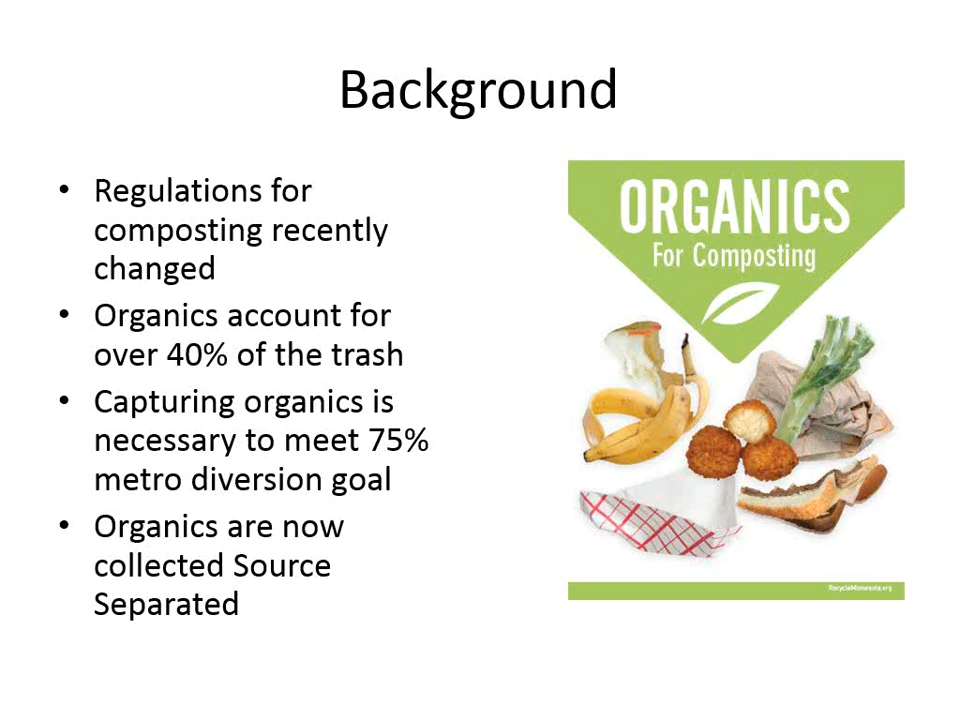 Background
• Regulations for
composting recently
changed
• Organics account for
over 40% of the trash
• Capturing organics is
necessary to meet 75%
metro diversion goal
• Organics are now
collected Source
Separated
ORGANICS
For Composting
RecycleMinnesota.org